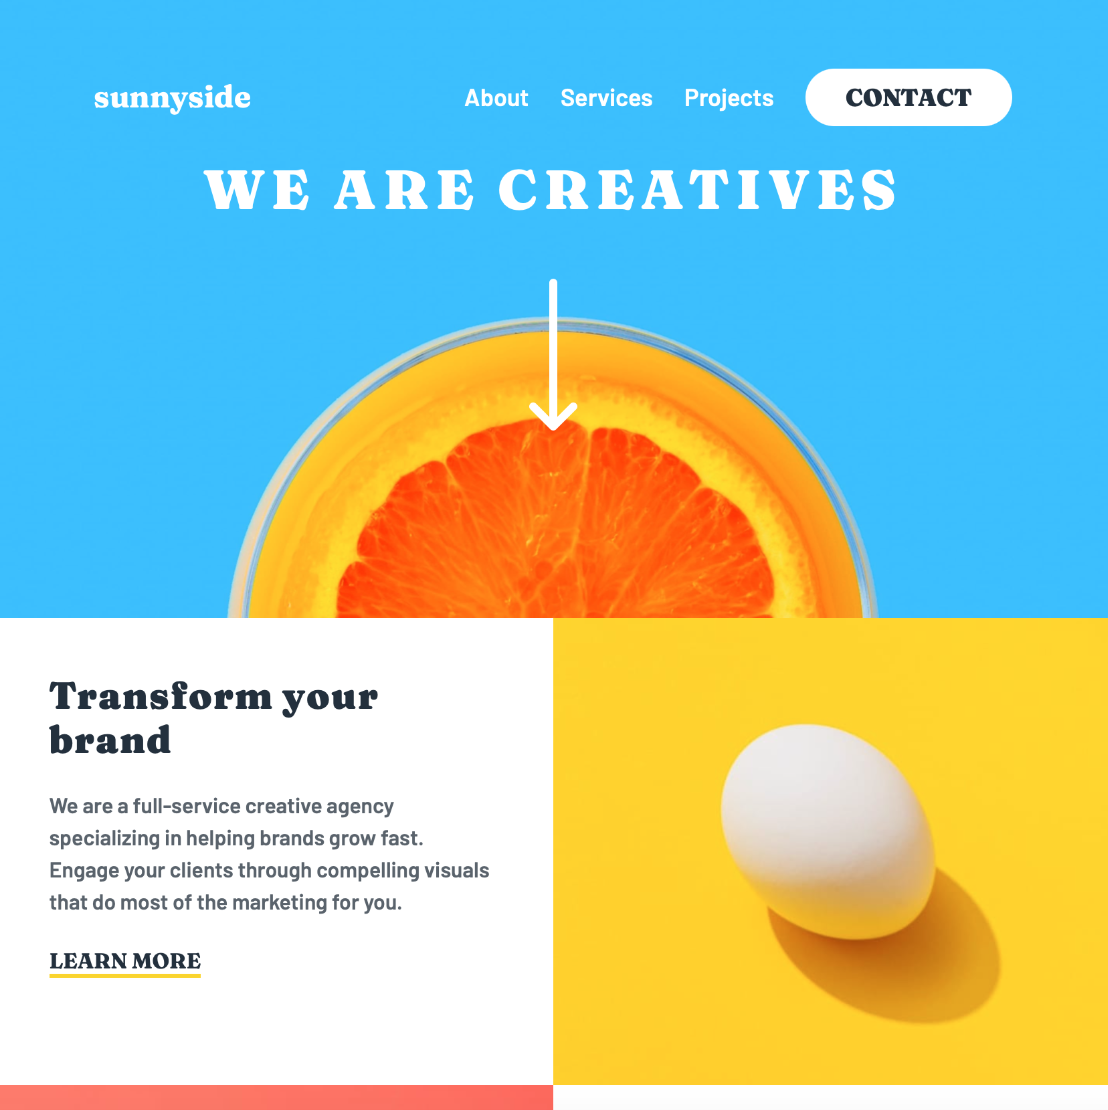 sunnyside
About Services Projects CONTACT
WE ARE CREATIVES
Transform your
brand
We are a full-service creative agency
specializing in helping brands grow fast.
Engage your clients through compelling visuals
that do most of the marketing for you.
LEARN MORE